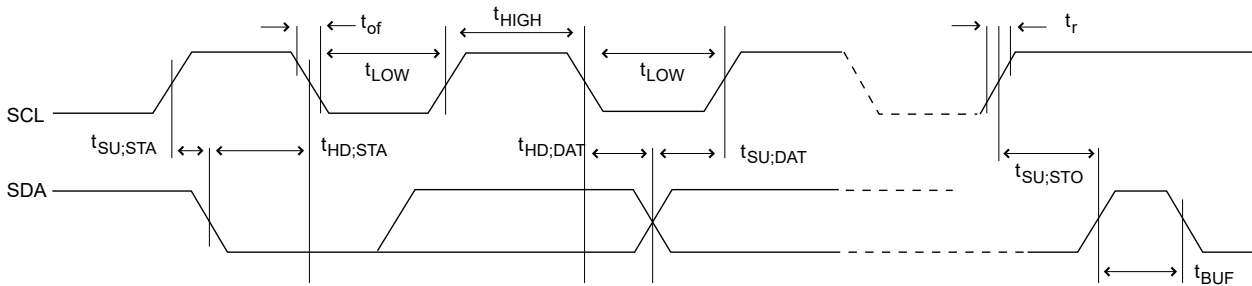 t_of
t_HIGH
t_r
t_LOW
t_LOW
SCL
t_SU;STA
t_HD;STA
t_HD;DAT
t_SU;DAT
t_SU;STO
SDA
t_BUF